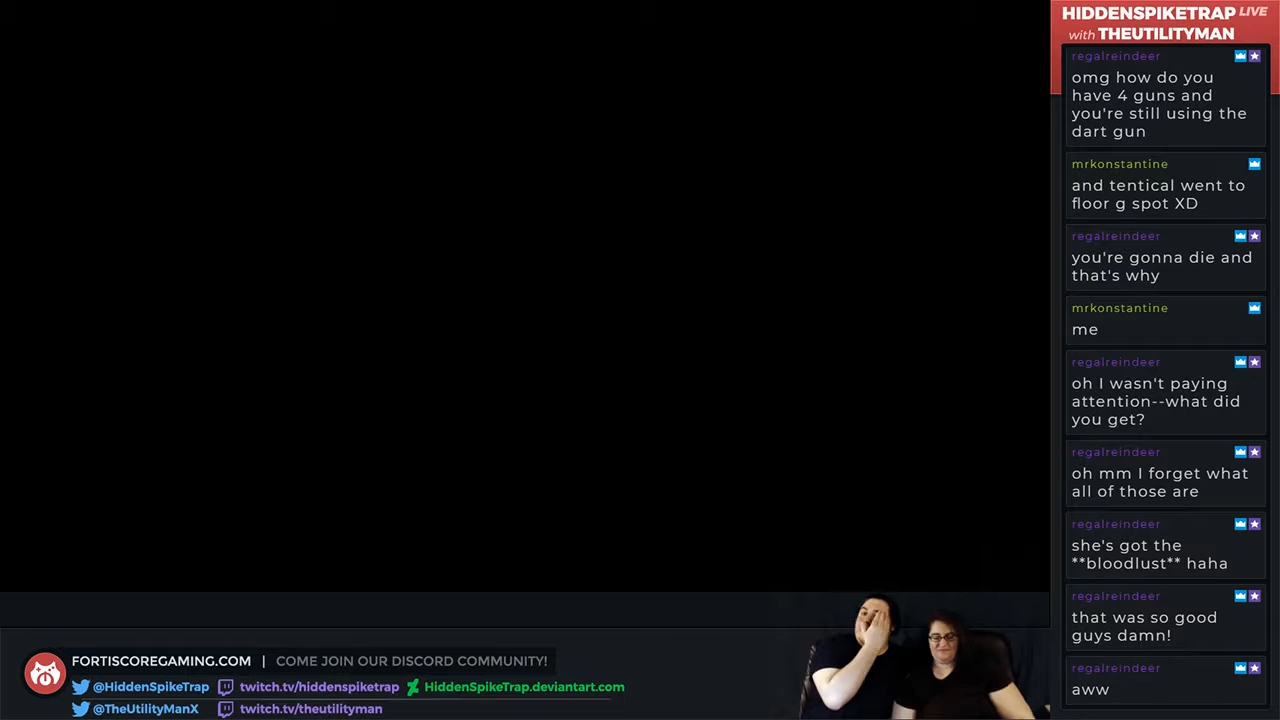 HIDDENSPIKETRAP LIVE
with THEUTILITYMAN
regalreindeer
omg how do you
have 4 guns and
you're still using the
dart gun
mrkonstantine
and tentical went to
floor g spot XD
regalreindeer
you're gonna die and
that's why
mrkonstantine
me
regalreindeer
oh I wasn't paying
attention--what did
you get?
regalreindeer
oh mm I forget what
all of those are
regalreindeer
she's got the
**bloodlust** haha
regalreindeer
that was so good
guys damn!
regalreindeer
aww
FORTISCOREGAMING.COM | COME JOIN OUR DISCORD COMMUNITY!
@HiddenSpikeTrap twitch.tv/hiddenspiketrap HiddenSpikeTrap.deviantart.com
@TheUtilityManX twitch.tv/theutilityman